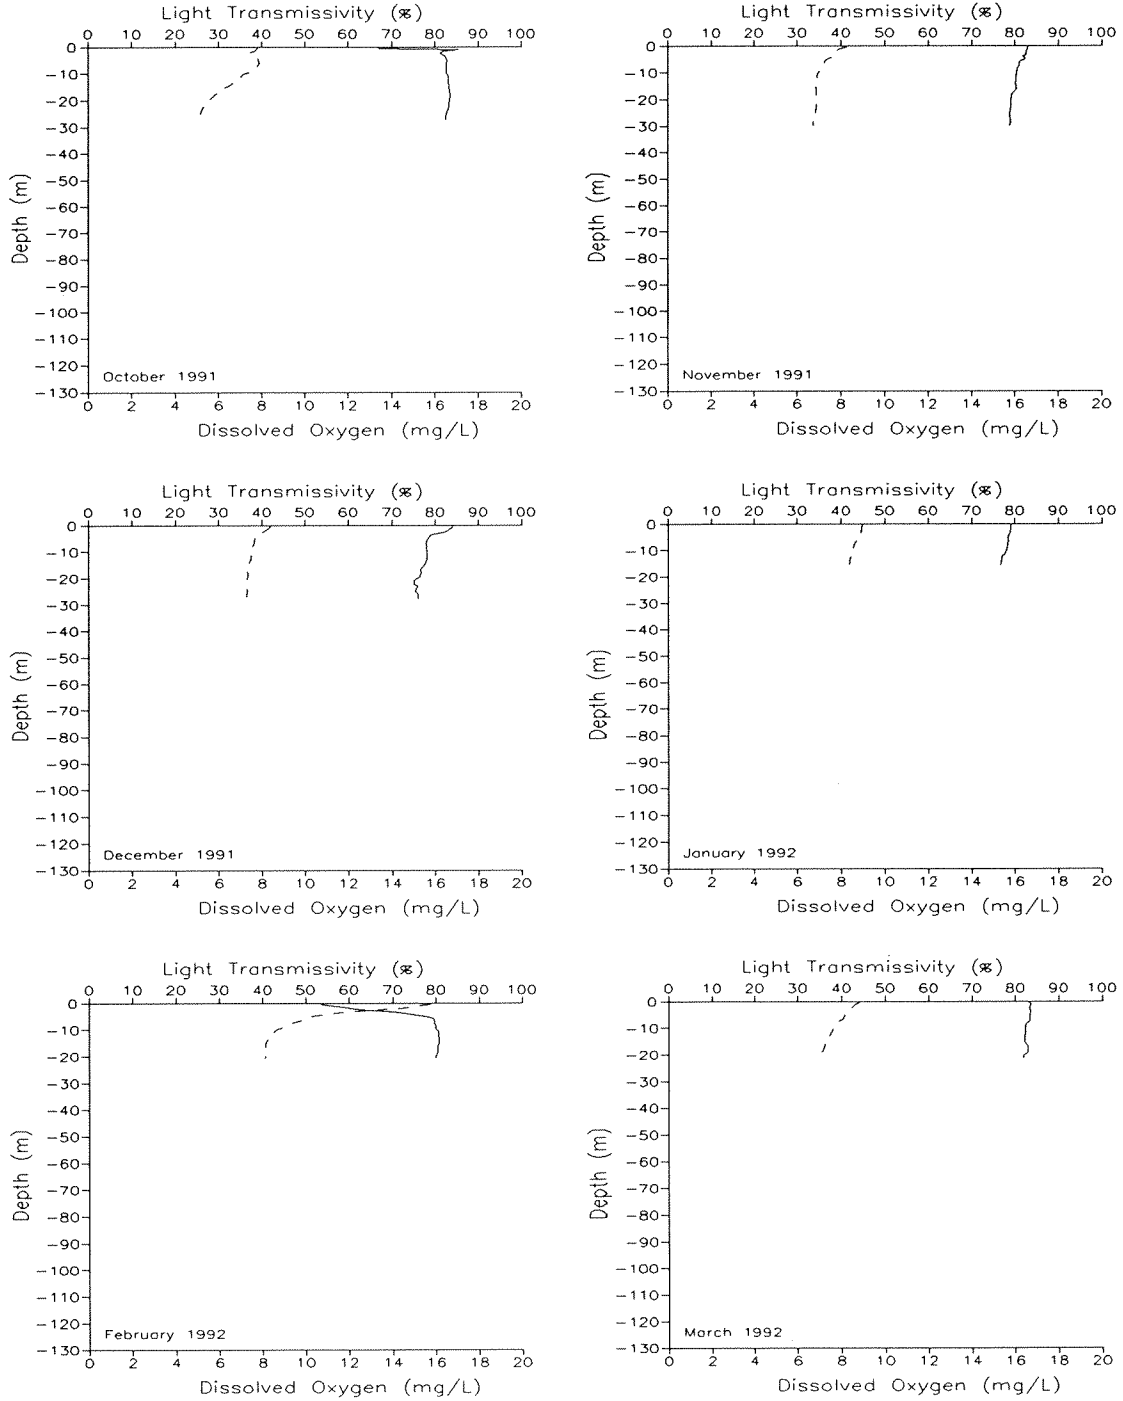 Light Transmissivity (%)
0 10 20 30 40 50 60 70 80 90 100
0
-10
-20
-30
-40
-50
-60
-70
-80
-90
-100
-110
-120
-130
Depth (m)
October 1991
0 2 4 6 8 10 12 14 16 18 20
Dissolved Oxygen (mg/L)
Light Transmissivity (%)
0 10 20 30 40 50 60 70 80 90 100
0
-10
-20
-30
-40
-50
-60
-70
-80
-90
-100
-110
-120
-130
Depth (m)
November 1991
0 2 4 6 8 10 12 14 16 18 20
Dissolved Oxygen (mg/L)
Light Transmissivity (%)
0 10 20 30 40 50 60 70 80 90 100
0
-10
-20
-30
-40
-50
-60
-70
-80
-90
-100
-110
-120
-130
Depth (m)
December 1991
0 2 4 6 8 10 12 14 16 18 20
Dissolved Oxygen (mg/L)
Light Transmissivity (%)
0 10 20 30 40 50 60 70 80 90 100
0
-10
-20
-30
-40
-50
-60
-70
-80
-90
-100
-110
-120
-130
Depth (m)
January 1992
0 2 4 6 8 10 12 14 16 18 20
Dissolved Oxygen (mg/L)
Light Transmissivity (%)
0 10 20 30 40 50 60 70 80 90 100
0
-10
-20
-30
-40
-50
-60
-70
-80
-90
-100
-110
-120
-130
Depth (m)
February 1992
0 2 4 6 8 10 12 14 16 18 20
Dissolved Oxygen (mg/L)
Light Transmissivity (%)
0 10 20 30 40 50 60 70 80 90 100
0
-10
-20
-30
-40
-50
-60
-70
-80
-90
-100
-110
-120
-130
Depth (m)
March 1992
0 2 4 6 8 10 12 14 16 18 20
Dissolved Oxygen (mg/L)